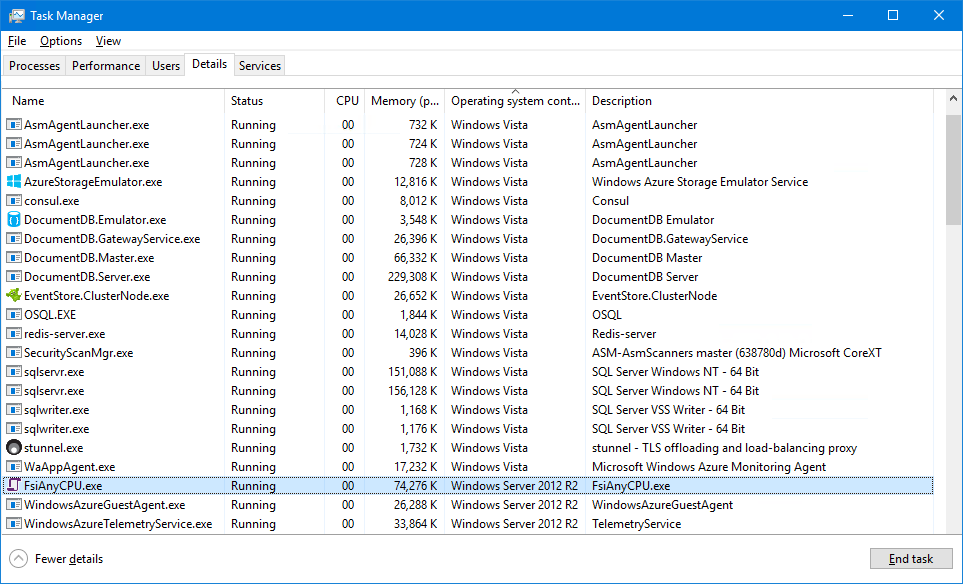 Task Manager
File Options View
Processes Performance Users Details Services
Name Status CPU Memory (p... Operating system cont... Description
AsmAgentLauncher.exe Running 00 732 K Windows Vista AsmAgentLauncher
AsmAgentLauncher.exe Running 00 724 K Windows Vista AsmAgentLauncher
AsmAgentLauncher.exe Running 00 728 K Windows Vista AsmAgentLauncher
AzureStorageEmulator.exe Running 00 12,816 K Windows Vista Windows Azure Storage Emulator Service
consul.exe Running 00 8,012 K Windows Vista Consul
DocumentDB.Emulator.exe Running 00 3,548 K Windows Vista DocumentDB Emulator
DocumentDB.GatewayService.exe Running 00 26,396 K Windows Vista DocumentDB.GatewayService
DocumentDB.Master.exe Running 00 66,332 K Windows Vista DocumentDB Master
DocumentDB.Server.exe Running 00 229,308 K Windows Vista DocumentDB Server
EventStore.ClusterNode.exe Running 00 26,652 K Windows Vista EventStore.ClusterNode
OSQL.EXE Running 00 1,844 K Windows Vista OSQL
redis-server.exe Running 00 14,028 K Windows Vista Redis-server
SecurityScanMgr.exe Running 00 396 K Windows Vista ASM-AsmScanners master (638780d) Microsoft CoreXT
sqlservr.exe Running 00 151,088 K Windows Vista SQL Server Windows NT - 64 Bit
sqlservr.exe Running 00 156,128 K Windows Vista SQL Server Windows NT - 64 Bit
sqlwriter.exe Running 00 1,168 K Windows Vista SQL Server VSS Writer - 64 Bit
sqlwriter.exe Running 00 1,176 K Windows Vista SQL Server VSS Writer - 64 Bit
stunnel.exe Running 00 1,732 K Windows Vista stunnel - TLS offloading and load-balancing proxy
WaAppAgent.exe Running 00 17,232 K Windows Vista Microsoft Windows Azure Monitoring Agent
FsiAnyCPU.exe Running 00 74,276 K Windows Server 2012 R2 FsiAnyCPU.exe
WindowsAzureGuestAgent.exe Running 00 26,288 K Windows Server 2012 R2 WindowsAzureGuestAgent
WindowsAzureTelemetryService.exe Running 00 33,864 K Windows Server 2012 R2 TelemetryService
Fewer details End task